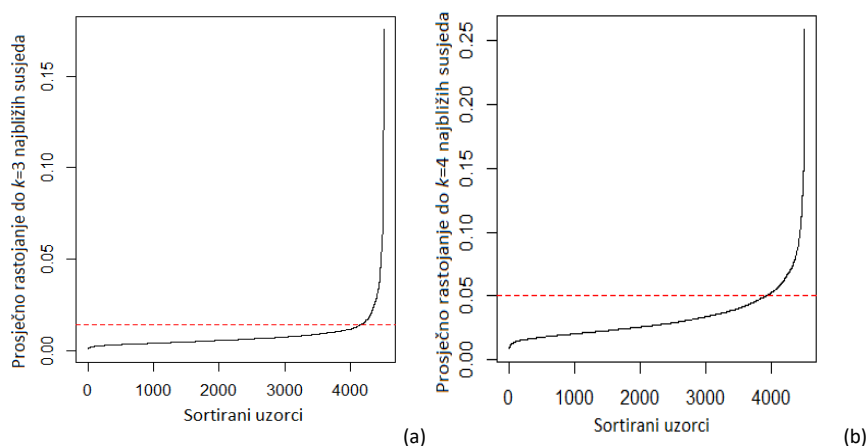 Prosječno rastojanje do k=3 najbližih susjeda
0.15
0.10
0.05
0.00
0 1000 2000 3000 4000
Sortirani uzorci
(a)
Prosječno rastojanje do k=4 najbližih susjeda
0.25
0.20
0.15
0.10
0.05
0.00
0 1000 2000 3000 4000
Sortirani uzorci
(b)